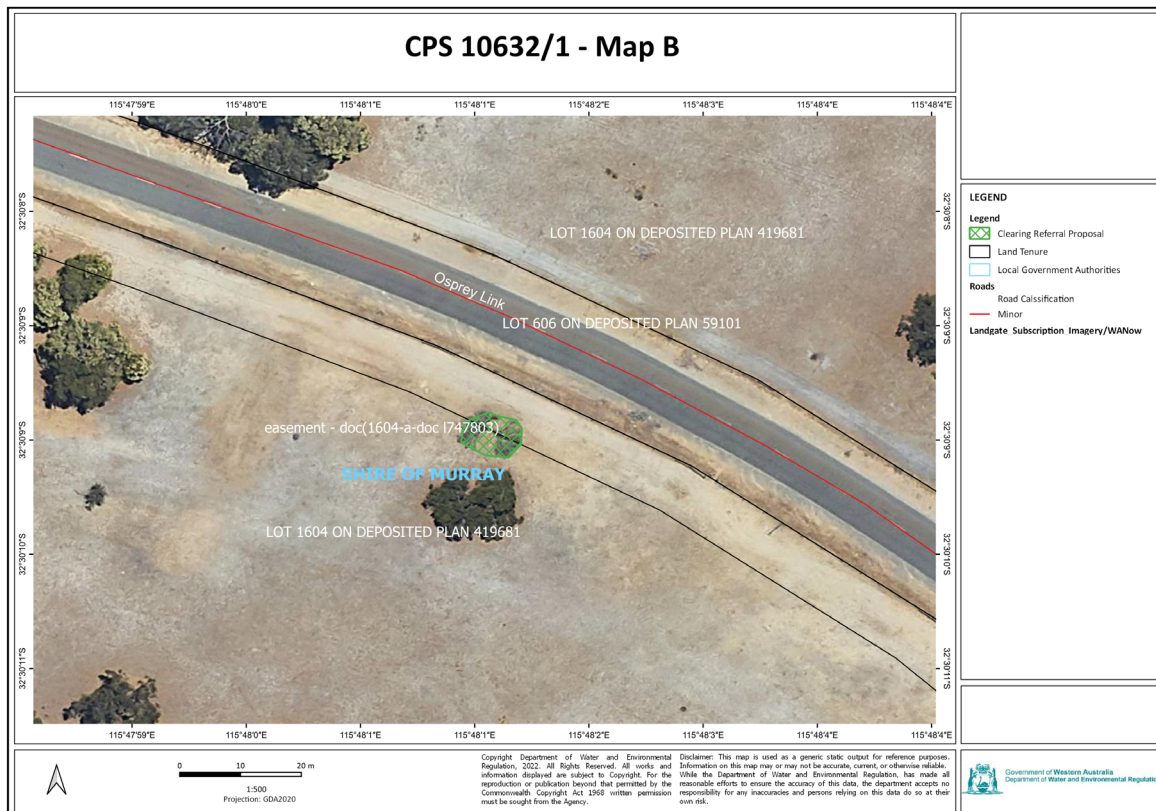 CPS 10632/1 - Map B
115°47'59"E 115°48'0"E 115°48'1"E 115°48'1"E 115°48'2"E 115°48'3"E 115°48'4"E 115°48'4"E
32°30'8"S 32°30'8"S
LOT 1604 ON DEPOSITED PLAN 419681
Osprey Link
LOT 606 ON DEPOSITED PLAN 59101
32°30'9"S 32°30'9"S
easement - doc(1604-a-doc l747803)
32°30'9"S 32°30'9"S
SHIRE OF MURRAY
LOT 1604 ON DEPOSITED PLAN 419681
32°30'10"S 32°30'10"S
32°30'11"S 32°30'11"S
115°47'59"E 115°48'0"E 115°48'1"E 115°48'1"E 115°48'2"E 115°48'3"E 115°48'4"E 115°48'4"E
LEGEND
Legend
Clearing Referral Proposal
Land Tenure
Local Government Authorities
Roads
Road Calssification
Minor
Landgate_Subscription_Imagery/WANow
0 10 20 m
1:500
Projection: GDA2020
Copyright Department of Water and Environmental
Regulation, 2022. All Rights Reserved. All works and
information displayed are subject to Copyright. For the
reproduction or publication beyond that permitted by the
Commonwealth Copyright Act 1968 written permission
must be sought from the Agency.
Disclaimer: This map is used as a generic static output for reference purposes.
Information on this map may or may not be accurate, current, or otherwise reliable.
While the Department of Water and Environmental Regulation, has made all
reasonable efforts to ensure the accuracy of this data, the department accepts no
responsibility for any inaccuracies and persons relying on this data do so at their
own risk.
Government of Western Australia
Department of Water and Environmental Regulatio